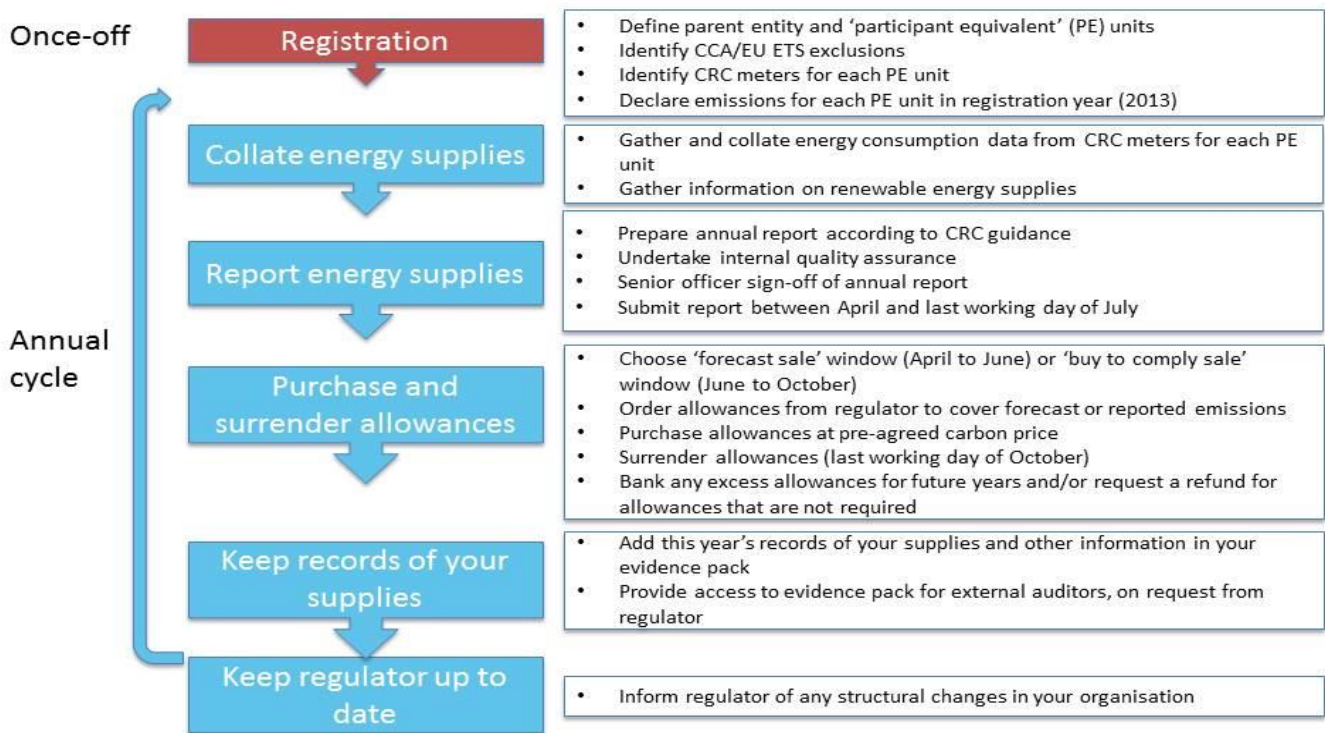 Once-off
Registration
• Define parent entity and ‘participant equivalent’ (PE) units
• Identify CCA/EU ETS exclusions
• Identify CRC meters for each PE unit
• Declare emissions for each PE unit in registration year (2013)
Annual
cycle
Collate energy supplies
• Gather and collate energy consumption data from CRC meters for each PE
unit
• Gather information on renewable energy supplies
Report energy supplies
• Prepare annual report according to CRC guidance
• Undertake internal quality assurance
• Senior officer sign-off of annual report
• Submit report between April and last working day of July
Purchase and
surrender allowances
• Choose ‘forecast sale’ window (April to June) or ‘buy to comply sale’
window (June to October)
• Order allowances from regulator to cover forecast or reported emissions
• Purchase allowances at pre-agreed carbon price
• Surrender allowances (last working day of October)
• Bank any excess allowances for future years and/or request a refund for
allowances that are not required
Keep records of your
supplies
• Add this year’s records of your supplies and other information in your
evidence pack
• Provide access to evidence pack for external auditors, on request from
regulator
Keep regulator up to
date
• Inform regulator of any structural changes in your organisation